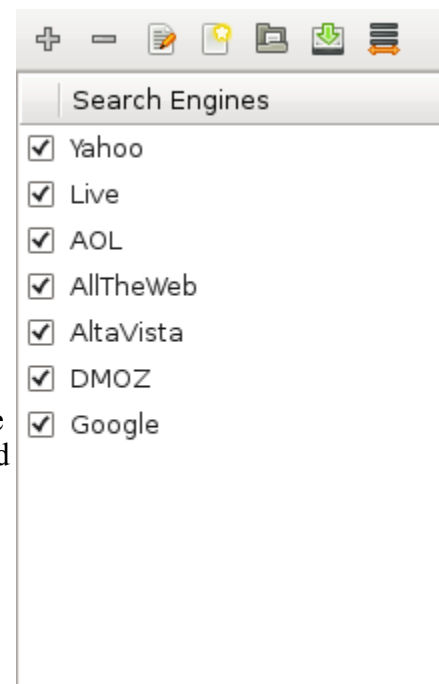 Search Engines
Yahoo
Live
AOL
AllTheWeb
AltaVista
DMOZ
e
Google
d